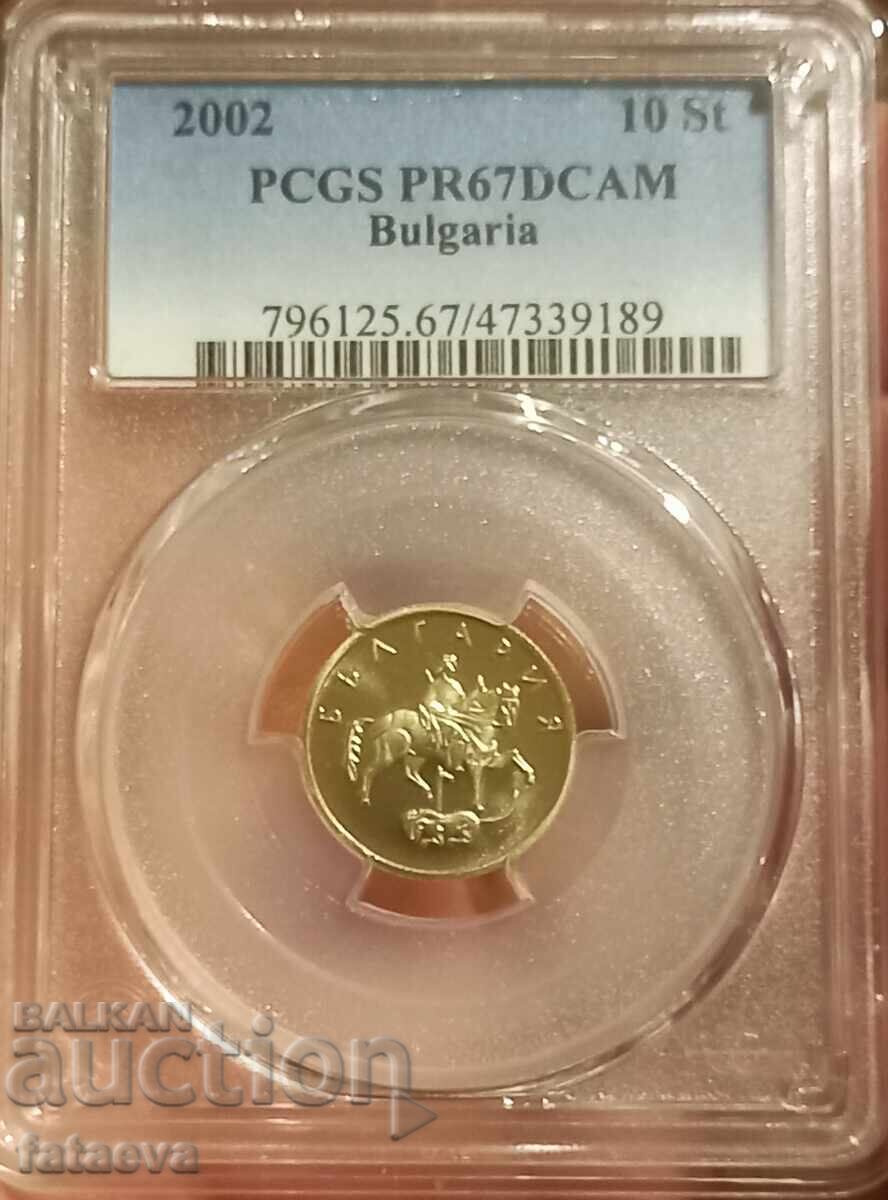 2002 10 St
PCGS PR67DCAM
Bulgaria
796125.67/47339189
БЪЛГАРИЯ
BALKAN
auction
fataeva